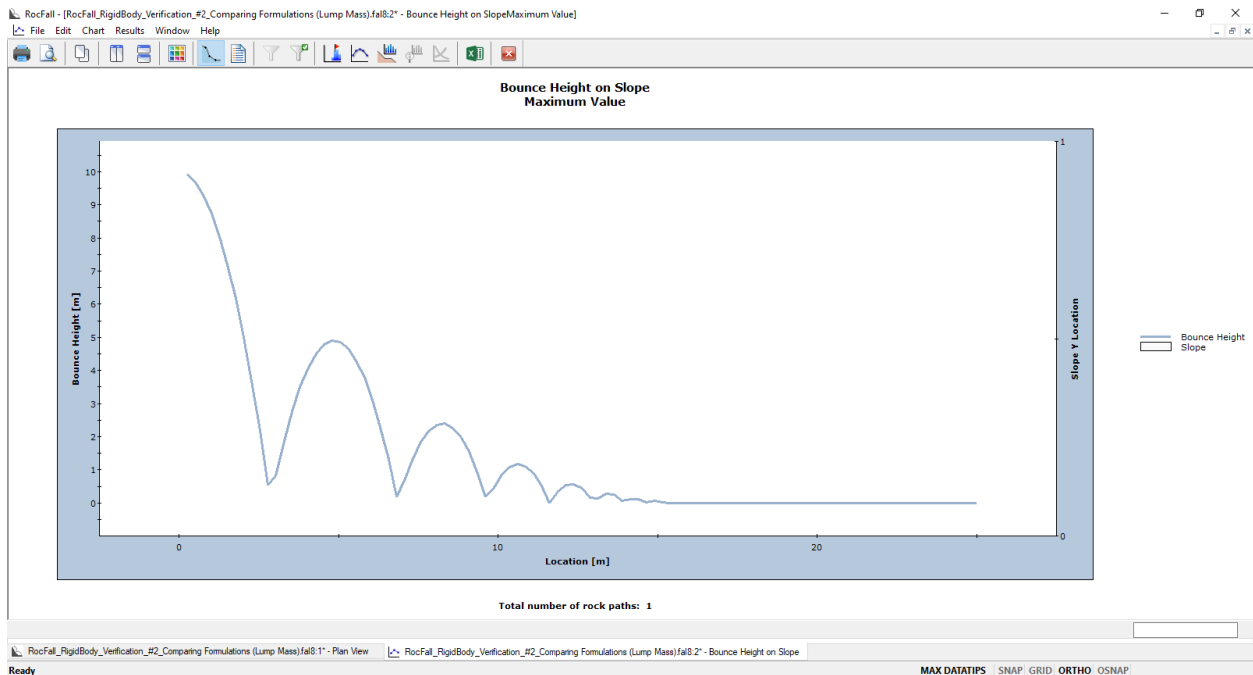 RocFall - [RocFall_RigidBody_Verification_#2_Comparing Formulations (Lump Mass).fal8:2* - Bounce Height on SlopeMaximum Value]
File Edit Chart Results Window Help
Bounce Height on Slope
Maximum Value
Bounce Height [m]
10
9
8
7
6
5
4
3
2
1
0
0 10 20
Location [m]
1
0
Slope Y Location
Bounce Height
Slope
Total number of rock paths: 1
RocFall_RigidBody_Verification_#2_Comparing Formulations (Lump Mass).fal8:1* - Plan View RocFall_RigidBody_Verification_#2_Comparing Formulations (Lump Mass).fal8:2* - Bounce Height on Slope
Ready MAX DATATIPS SNAP GRID ORTHO OSNAP